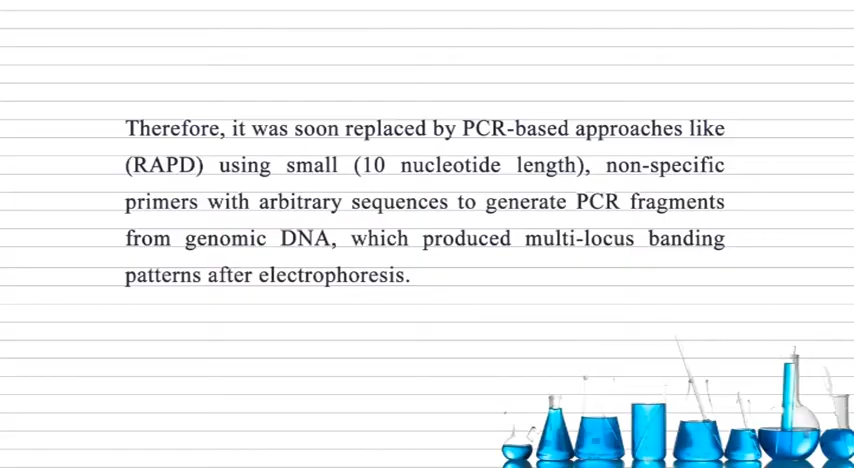 Therefore, it was soon replaced by PCR-based approaches like
(RAPD) using small (10 nucleotide length), non-specific
primers with arbitrary sequences to generate PCR fragments
from genomic DNA, which produced multi-locus banding
patterns after electrophoresis.